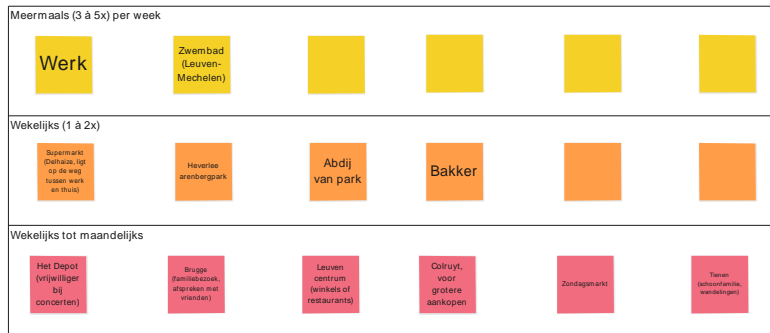 Meermaals (3 à 5x) per week
Werk
Zwembad
(Leuven-
Mechelen)
Wekelijks (1 à 2x)
Supermarkt
(Delhaize, ligt
op de weg
tussen werk
en thuis)
Heverlee
arenbergpark
Abdij
van park
Bakker
Wekelijks tot maandelijks
Het Depot
(vrijwilliger
bij
concerten)
Brugge
(familiebezoek,
afspreken met
vrienden)
Leuven
centrum
(winkels of
restaurants)
Colruyt,
voor
grotere
aankopen
Zondagsmarkt
Tienen
(schoonfamilie,
wandelingen)